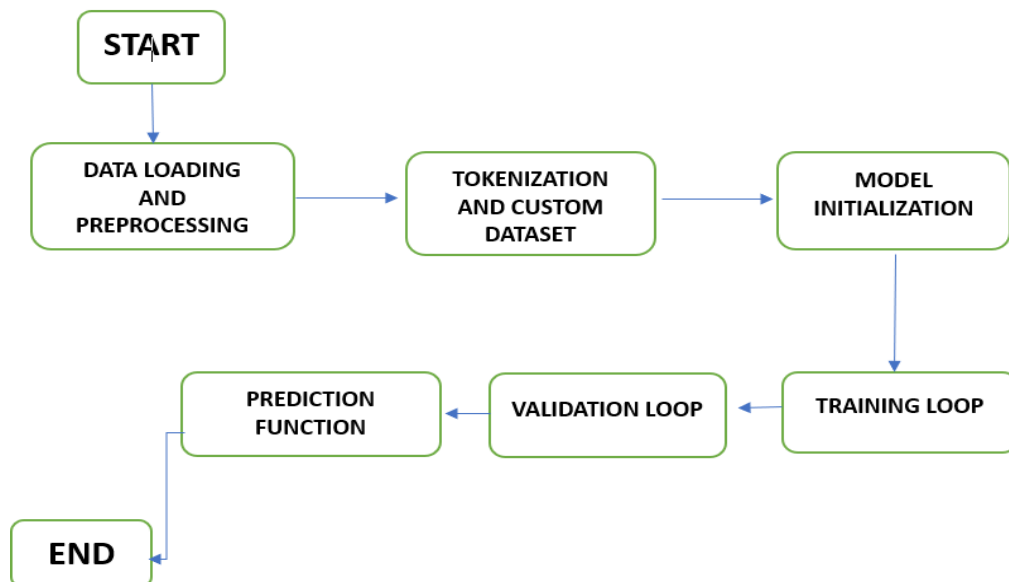 START
DATA LOADING
AND
PREPROCESSING
TOKENIZATION
AND CUSTOM
DATASET
MODEL
INITIALIZATION
TRAINING LOOP
VALIDATION LOOP
PREDICTION
FUNCTION
END